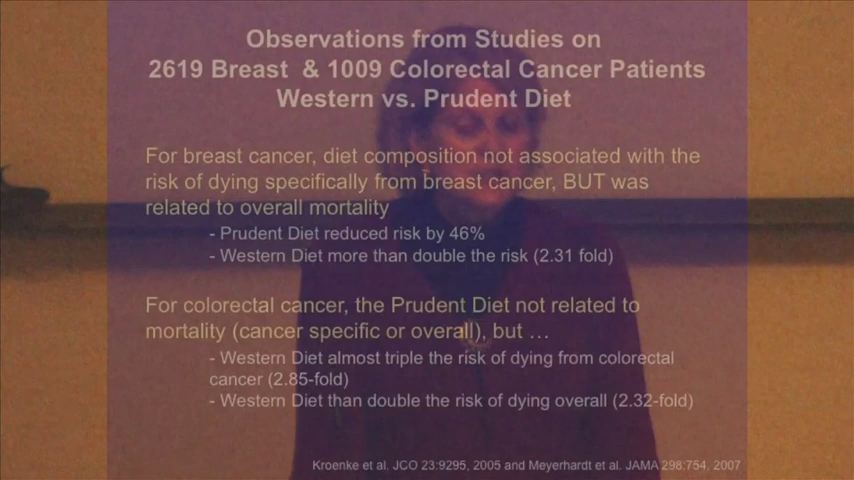 Observations from Studies on
2619 Breast & 1009 Colorectal Cancer Patients
Western vs. Prudent Diet
For breast cancer, diet composition not associated with the
risk of dying specifically from breast cancer, BUT was
related to overall mortality
- Prudent Diet reduced risk by 46%
- Western Diet more than double the risk (2.31 fold)
For colorectal cancer, the Prudent Diet not related to
mortality (cancer specific or overall), but …
- Western Diet almost triple the risk of dying from colorectal
cancer (2.85-fold)
- Western Diet than double the risk of dying overall (2.32-fold)
Kroenke et al. JCO 23:9295, 2005 and Meyerhardt et al. JAMA 298:754, 2007